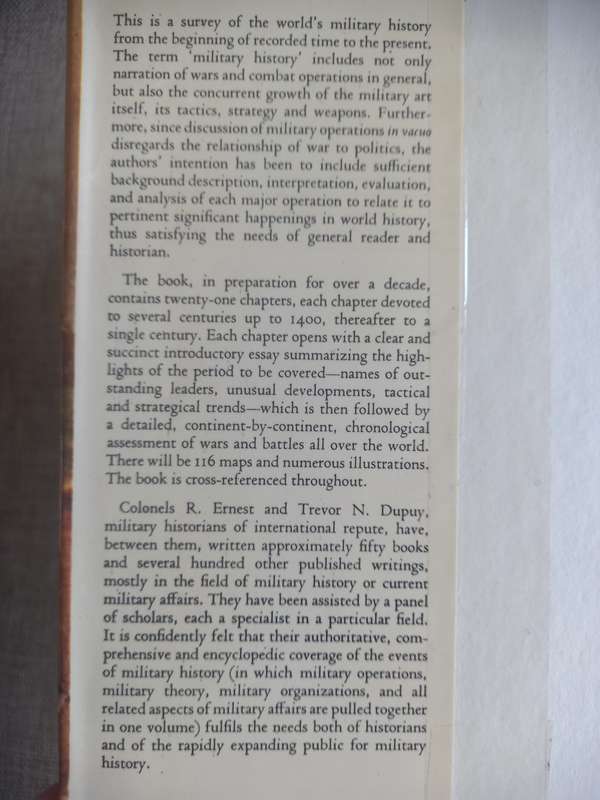 This is a survey of the world's military history
from the beginning of recorded time to the present.
The term 'military history' includes not only
narration of wars and combat operations in general,
but also the concurrent growth of the military art
itself, its tactics, strategy and weapons. Further-
more, since discussion of military operations in vacuo
disregards the relationship of war to politics, the
authors' intention has been to include sufficient
background description, interpretation, evaluation,
and analysis of each major operation to relate it to
pertinent significant happenings in world history,
thus satisfying the needs of general reader and
historian.
The book, in preparation for over a decade,
contains twenty-one chapters, each chapter devoted
to several centuries up to 1400, thereafter to a
single century. Each chapter opens with a clear and
succinct introductory essay summarizing the high-
lights of the period to be covered—names of out-
standing leaders, unusual developments, tactical
and strategical trends—which is then followed by
a detailed, continent-by-continent, chronological
assessment of wars and battles all over the world.
There will be 116 maps and numerous illustrations.
The book is cross-referenced throughout.
Colonels R. Ernest and Trevor N. Dupuy,
military historians of international repute, have,
between them, written approximately fifty books
and several hundred other published writings,
mostly in the field of military history or current
military affairs. They have been assisted by a panel
of scholars, each a specialist in a particular field.
It is confidently felt that their authoritative, com-
prehensive and encyclopedic coverage of the events
of military history (in which military operations,
military theory, military organizations, and all
related aspects of military affairs are pulled together
in one volume) fulfils the needs both of historians
and of the rapidly expanding public for military
history.